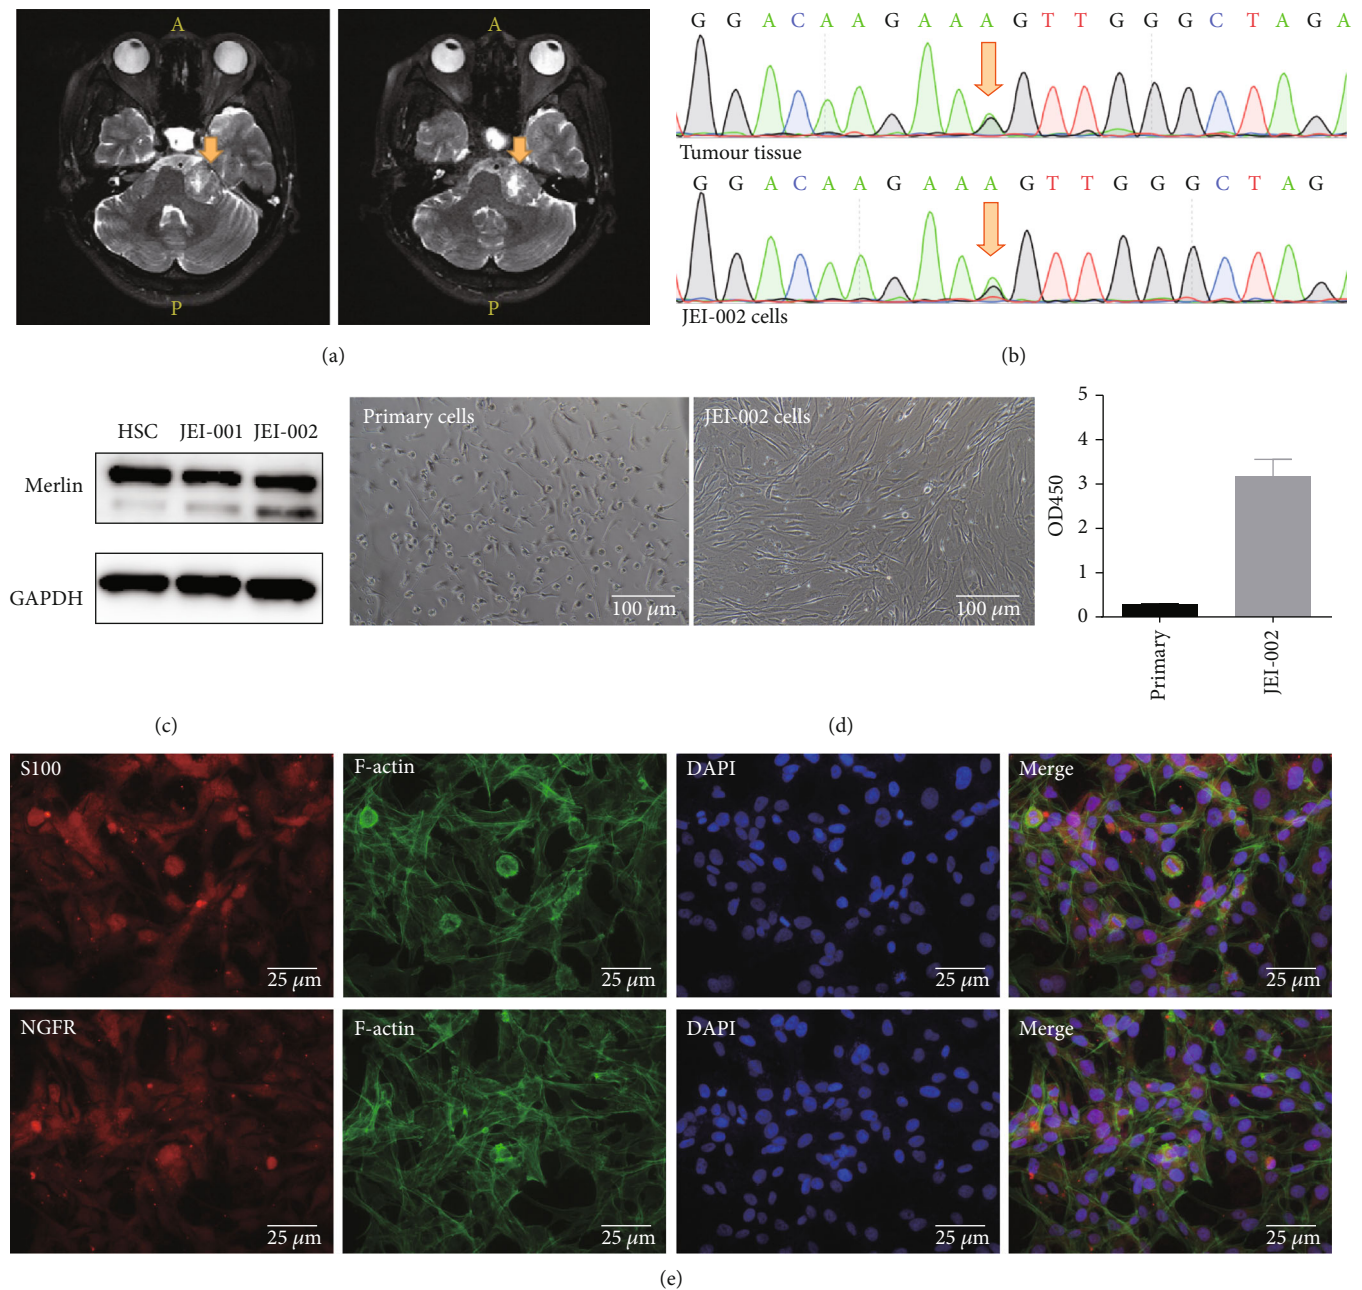 A A
P P
(a)
G G A C A A G A A A G T T G G G C T A G A
Tumour tissue
G G A C A A G A A A G T T G G G C T A G
JEI-002 cells
(b)
HSC JEI-001 JEI-002
Merlin
GAPDH
(c)
Primary cells
100 µm
JEI-002 cells
100 µm
OD450
5
4
3
2
1
0
Primary
JEI-002
(d)
S100 F-actin DAPI Merge
25 µm 25 µm 25 µm 25 µm
NGFR F-actin DAPI Merge
25 µm 25 µm 25 µm 25 µm
(e)